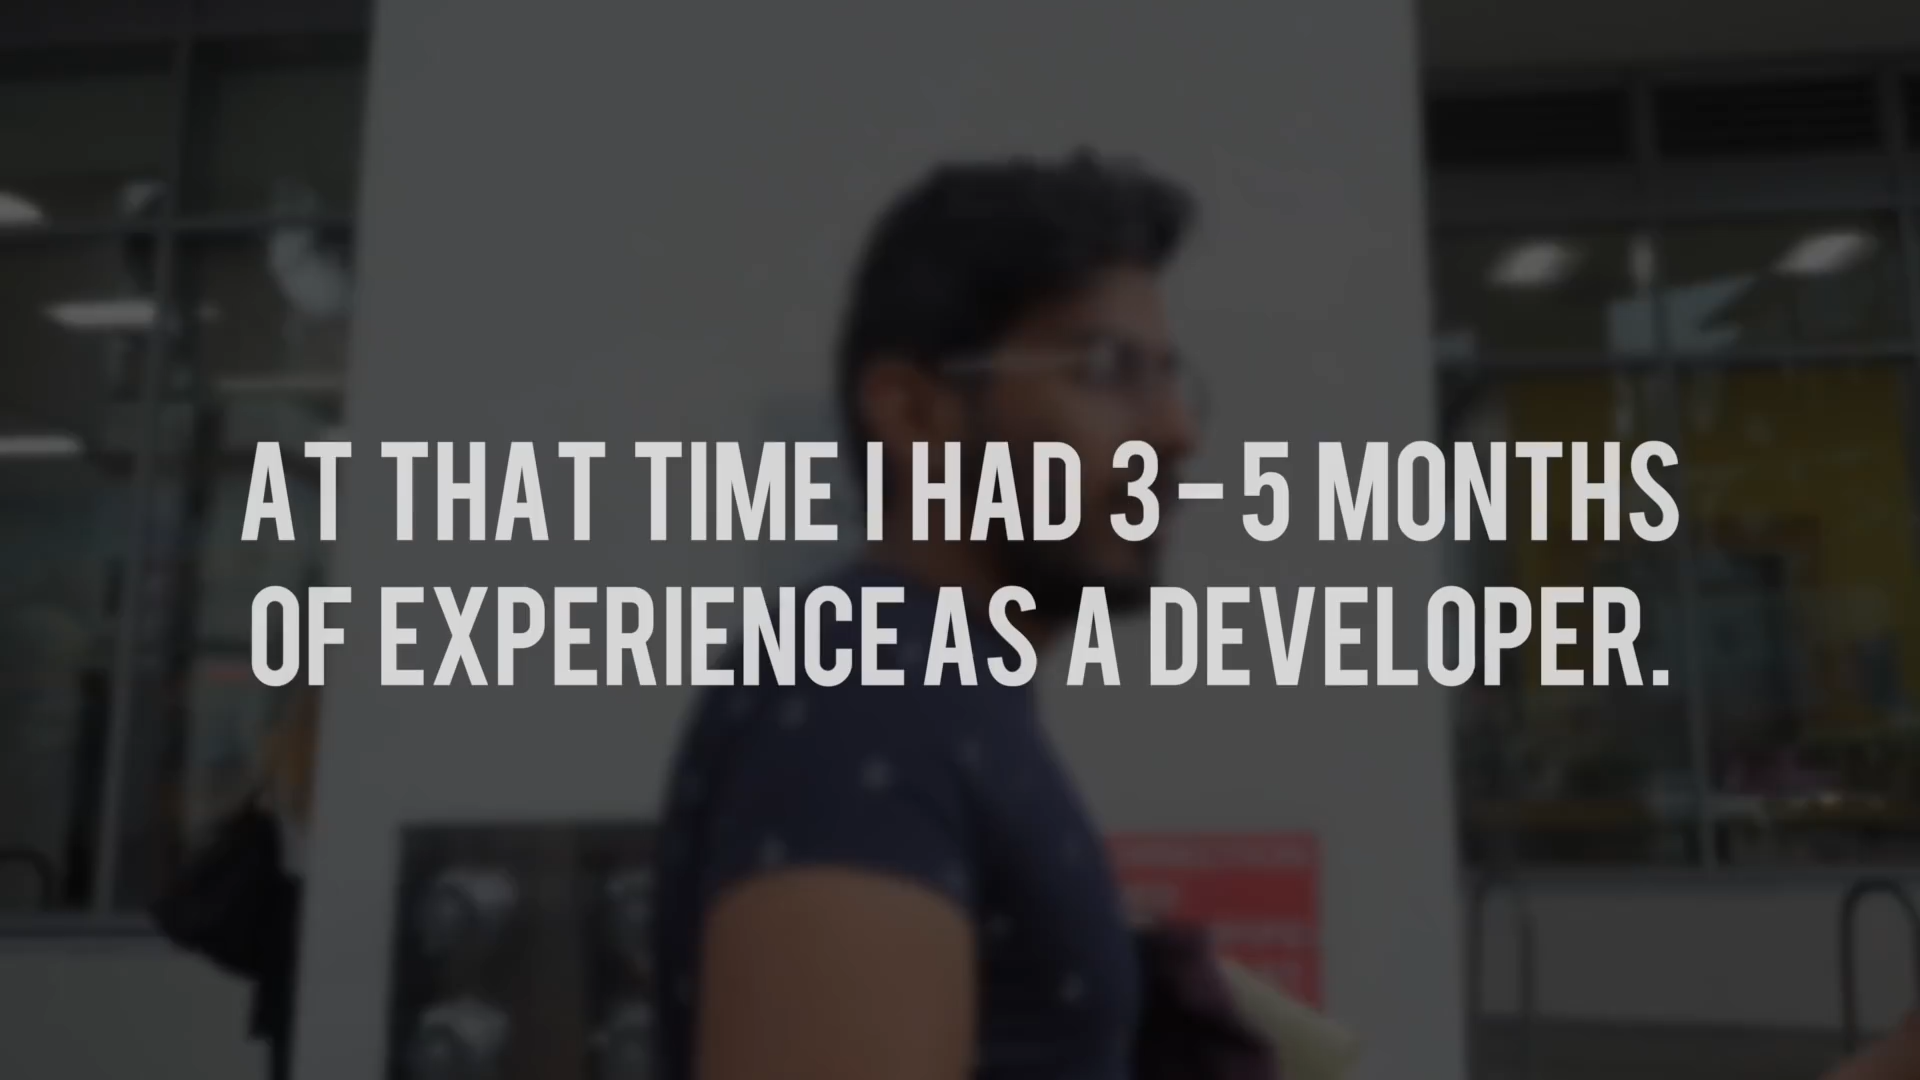 AT THAT TIME I HAD 3 - 5 MONTHS
OF EXPERIENCE AS A DEVELOPER.